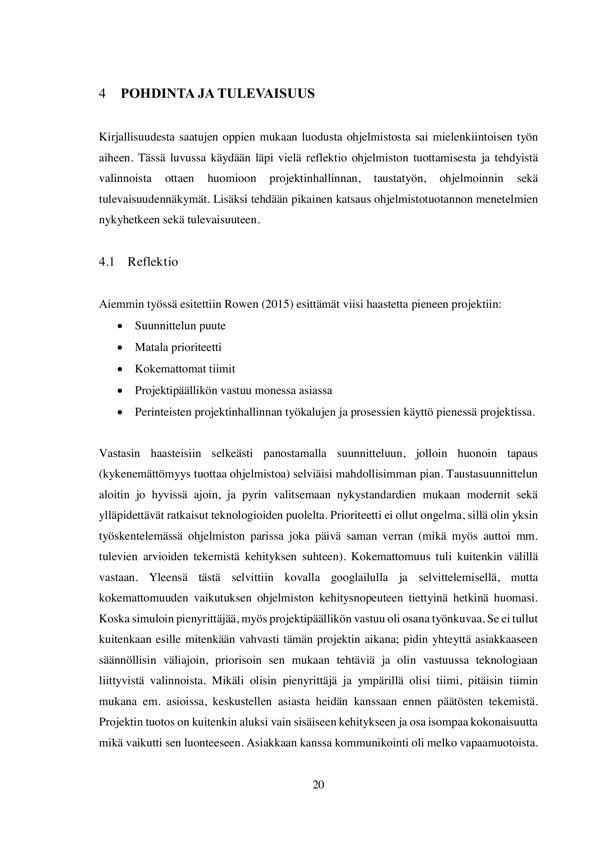 4 POHDINTA JA TULEVAISUUS
Kirjallisuudesta saatujen oppien mukaan luodusta ohjelmistosta sai mielenkiintoisen työn
aiheen. Tässä luvussa käydään läpi vielä reflektio ohjelmiston tuottamisesta ja tehdyistä
valinnoista ottaen huomioon projektinhallinnan, taustatyön, ohjelmoinnin sekä
tulevaisuudennäkymät. Lisäksi tehdään pikainen katsaus ohjelmistotuotannon menetelmien
nykyhetkeen sekä tulevaisuuteen.
4.1 Reflektio
Aiemmin työssä esitettiin Rowen (2015) esittämät viisi haastetta pieneen projektiin:
• Suunnittelun puute
• Matala prioriteetti
• Kokemattomat tiimit
• Projektipäällikön vastuu monessa asiassa
• Perinteisten projektinhallinnan työkalujen ja prosessien käyttö pienessä projektissa.
Vastasin haasteisiin selkeästi panostamalla suunnitteluun, jolloin huonoin tapaus
(kykenemättömyys tuottaa ohjelmistoa) selviäisi mahdollisimman pian. Taustasuunnittelun
aloitin jo hyvissä ajoin, ja pyrin valitsemaan nykystandardien mukaan modernit sekä
ylläpidettävät ratkaisut teknologioiden puolelta. Prioriteetti ei ollut ongelma, sillä olin yksin
työskentelemässä ohjelmiston parissa joka päivä saman verran (mikä myös auttoi mm.
tulevien arvioiden tekemistä kehityksen suhteen). Kokemattomuus tuli kuitenkin välillä
vastaan. Yleensä tästä selvittiin kovalla googlailulla ja selvittelemisellä, mutta
kokemattomuuden vaikutuksen ohjelmiston kehitysnopeuteen tiettyinä hetkinä huomasi.
Koska simuloin pienyrittäjää, myös projektipäällikön vastuu oli osana työnkuvaa. Se ei tullut
kuitenkaan esille mitenkään vahvasti tämän projektin aikana; pidin yhteyttä asiakkaaseen
säännöllisin väliajoin, priorisoin sen mukaan tehtäviä ja olin vastuussa teknologiaan
liittyvistä valinnoista. Mikäli olisin pienyrittäjä ja ympärillä olisi tiimi, pitäisin tiimin
mukana em. asioissa, keskustellen asiasta heidän kanssaan ennen päätösten tekemistä.
Projektin tuotos on kuitenkin aluksi vain sisäiseen kehitykseen ja osa isompaa kokonaisuutta
mikä vaikutti sen luonteeseen. Asiakkaan kanssa kommunikointi oli melko vapaamuotoista.
20